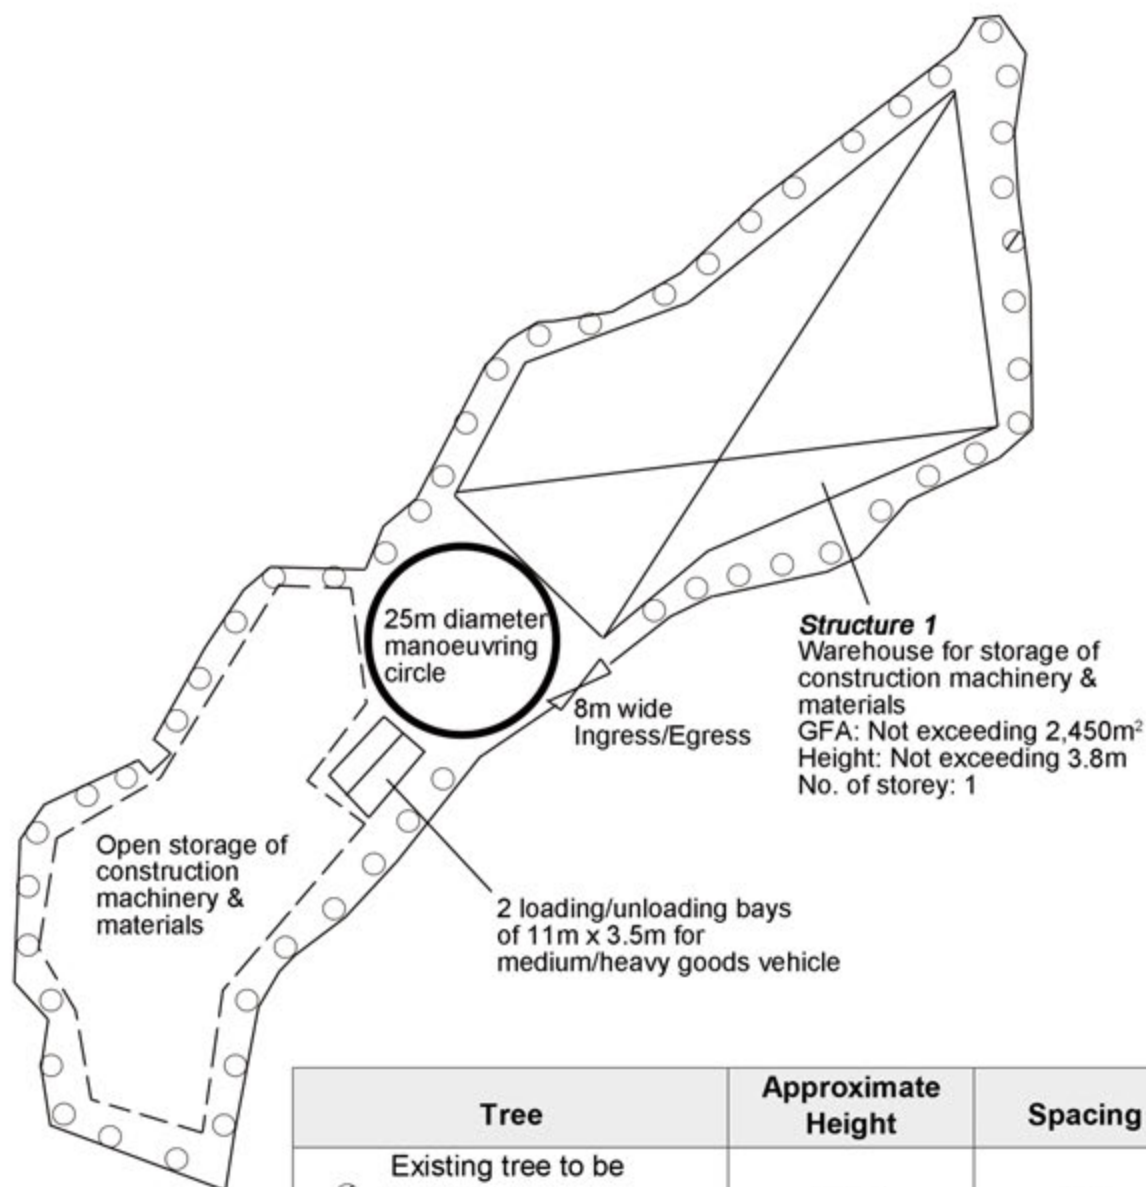 25m diameter
manoeuvring
circle
Structure 1
Warehouse for storage of
construction machinery &
materials
GFA: Not exceeding 2,450m²
Height: Not exceeding 3.8m
No. of storey: 1
8m wide
Ingress/Egress
Open storage of
construction
machinery &
materials
2 loading/unloading bays
of 11m x 3.5m for
medium/heavy goods vehicle
Tree
Approximate
Height
Spacing
Existing tree to be